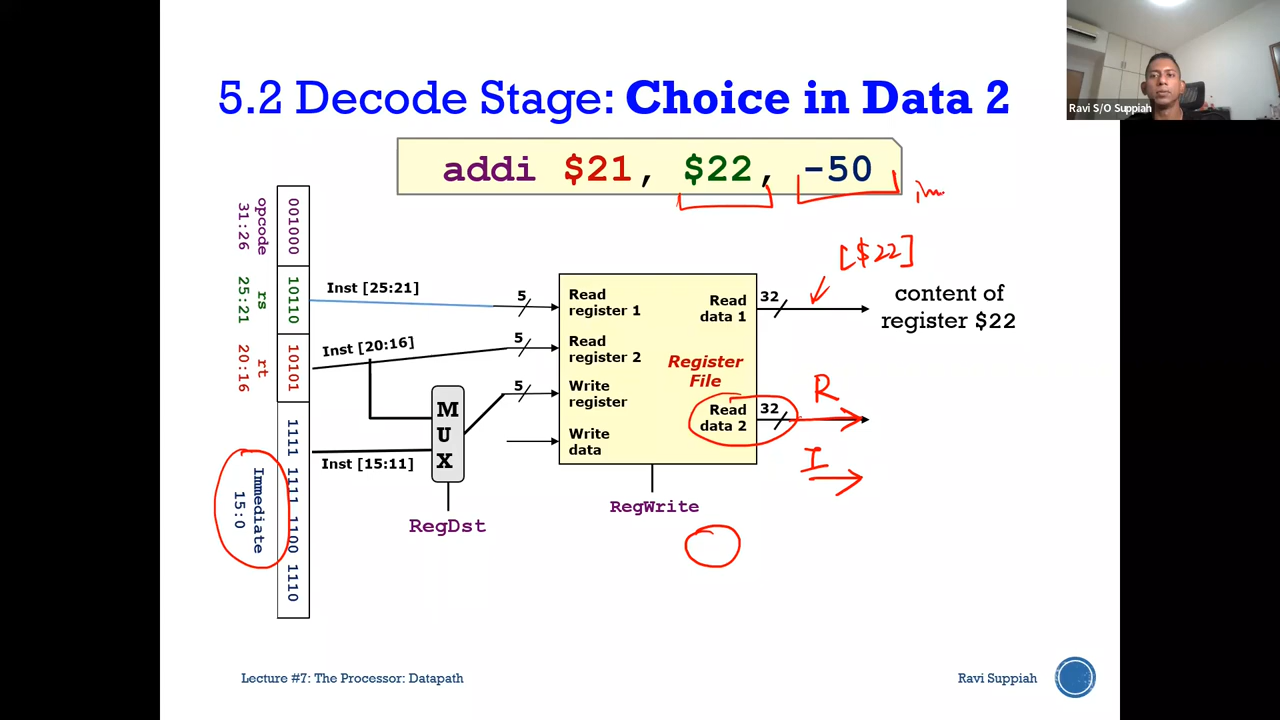 5.2 Decode Stage: Choice in Data 2
Ravi S/O Suppiah
addi $21, $22, -50
im
[$22]
opcode
31:26
001000
rs
25:21
10110
rt
20:16
10101
Immediate
15:0
1111 1111 1100 1110
Inst [25:21]
Inst [20:16]
Inst [15:11]
MUX
RegDst
5
5
5
Read
register 1
Read
register 2
Write
register
Write
data
Register
File
Read
data 1
Read
data 2
RegWrite
32
32
content of
register $22
R
I
Lecture #7: The Processor: Datapath
Ravi Suppiah